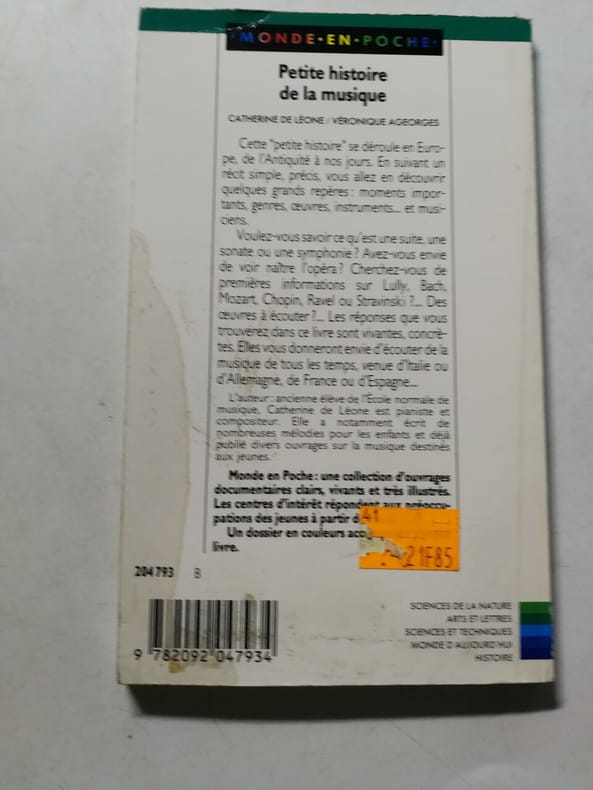 ·MONDE·EN·POCHE·
Petite histoire
de la musique
CATHERINE DE LÉONE / VÉRONIQUE AGEORGES
Cette "petite histoire" se déroule en Euro-
pe, de l'Antiquité à nos jours. En suivant un
récit simple, précis, vous allez en découvrir
quelques grands repères : moments impor-
tants, genres, œuvres, instruments... et musi-
ciens.
Voulez-vous savoir ce qu'est une suite, une
sonate ou une symphonie ? Avez-vous envie
de voir naître l'opéra ? Cherchez-vous de
premières informations sur Lully, Bach,
Mozart, Chopin, Ravel ou Stravinski ?... Des
œuvres à écouter ?... Les réponses que vous
trouverez dans ce livre sont vivantes, concrè-
tes. Elles vous donneront envie d'écouter de la
musique de tous les temps, venue d'Italie ou
d'Allemagne, de France ou d'Espagne...
L'auteur : ancienne élève de l'École normale de
musique, Catherine de Léone est pianiste et
compositeur. Elle a notamment écrit de
nombreuses mélodies pour les enfants et déjà
publié divers ouvrages sur la musique destinés
aux jeunes.
Monde en Poche : une collection d'ouvrages
documentaires clairs, vivants et très illustrés.
Les centres d'intérêt répondent aux préoccu-
pations des jeunes à partir d
41
Un dossier en couleurs
21F85
livre.
204793 B
SCIENCES DE LA NATURE
ARTS ET LETTRES
SCIENCES ET TECHNIQUES
MONDE D'AUJOURD'HUI
HISTOIRE
9 782092 047934